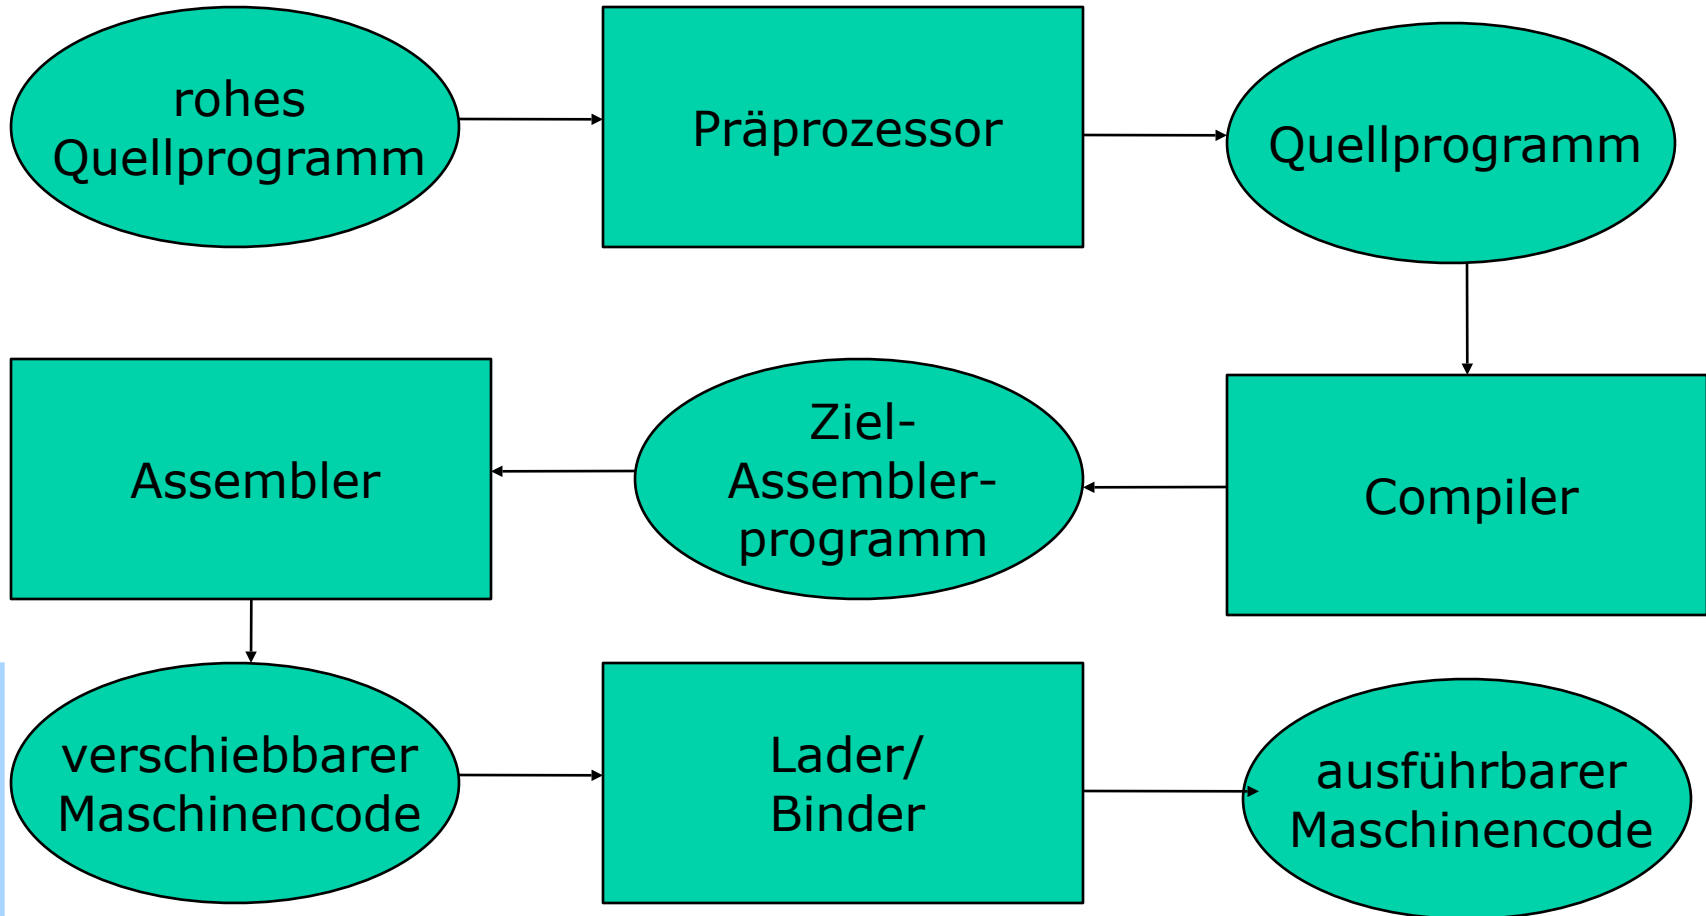 rohes
Quellprogramm
Präprozessor
Quellprogramm
Compiler
Ziel-
Assembler-
programm
Assembler
verschiebbarer
Maschinencode
Lader/
Binder
ausführbarer
Maschinencode